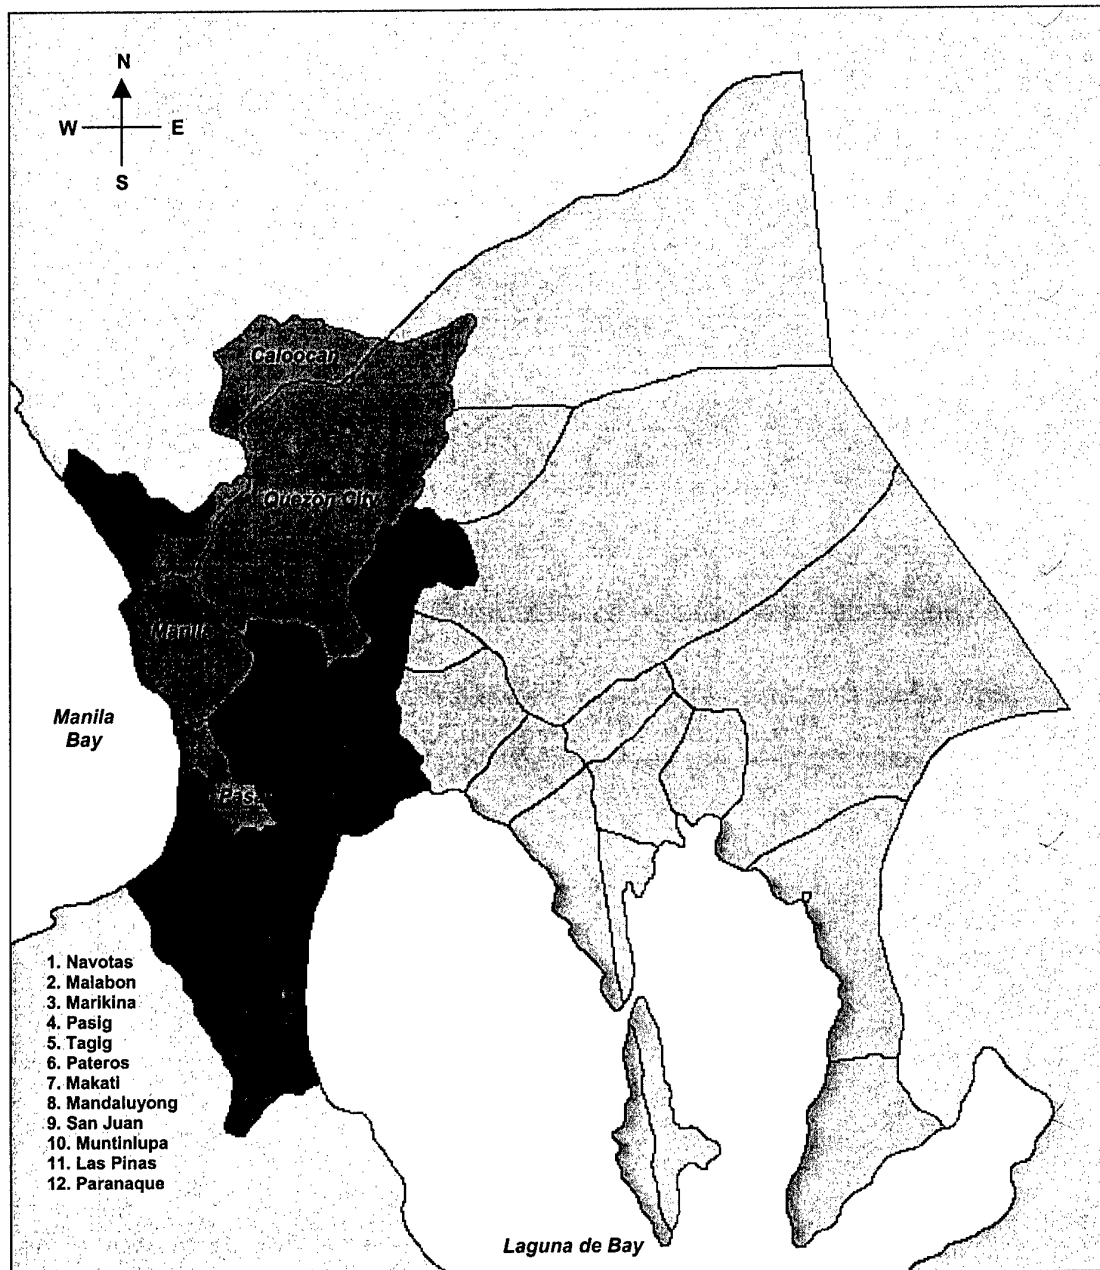 N
W E
S
Caloocan
Quezon City
Manila
Manila
Bay
1. Navotas
2. Malabon
3. Marikina
4. Pasig
5. Tagig
6. Pateros
7. Makati
8. Mandaluyong
9. San Juan
10. Muntinlupa
11. Las Pinas
12. Paranaque
Laguna de Bay